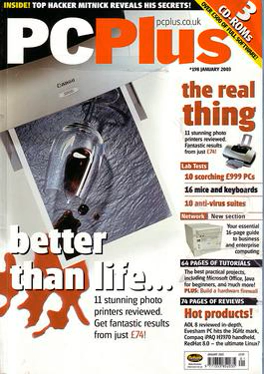 INSIDE! TOP HACKER MITNICK REVEALS HIS SECRETS!
3
CD-ROMs
PCPlus
pcplus.co.uk
*198 JANUARY 2003
Canon
the real
thing
11 stunning photo
printers reviewed.
Fantastic results
from just £74!
Lab Tests
10 scorching £999 PCs
16 mice and keyboards
10 anti-virus suites
Network New section
Your essential
16-page guide
to business
and enterprise
computing
better
than life...
11 stunning photo
printers reviewed.
Get fantastic results
from just £74!
64 PAGES OF TUTORIALS
The best practical projects,
including Microsoft Office, Java
for beginners, and much more!
PLUS: Build a hardware firewall
74 PAGES OF REVIEWS
Hot products!
AOL 8 reviewed in-depth,
Evesham PC hits the 3GHz mark,
Compaq iPAQ H1970 handheld,
RedHat 8.0 – the ultimate Linux?